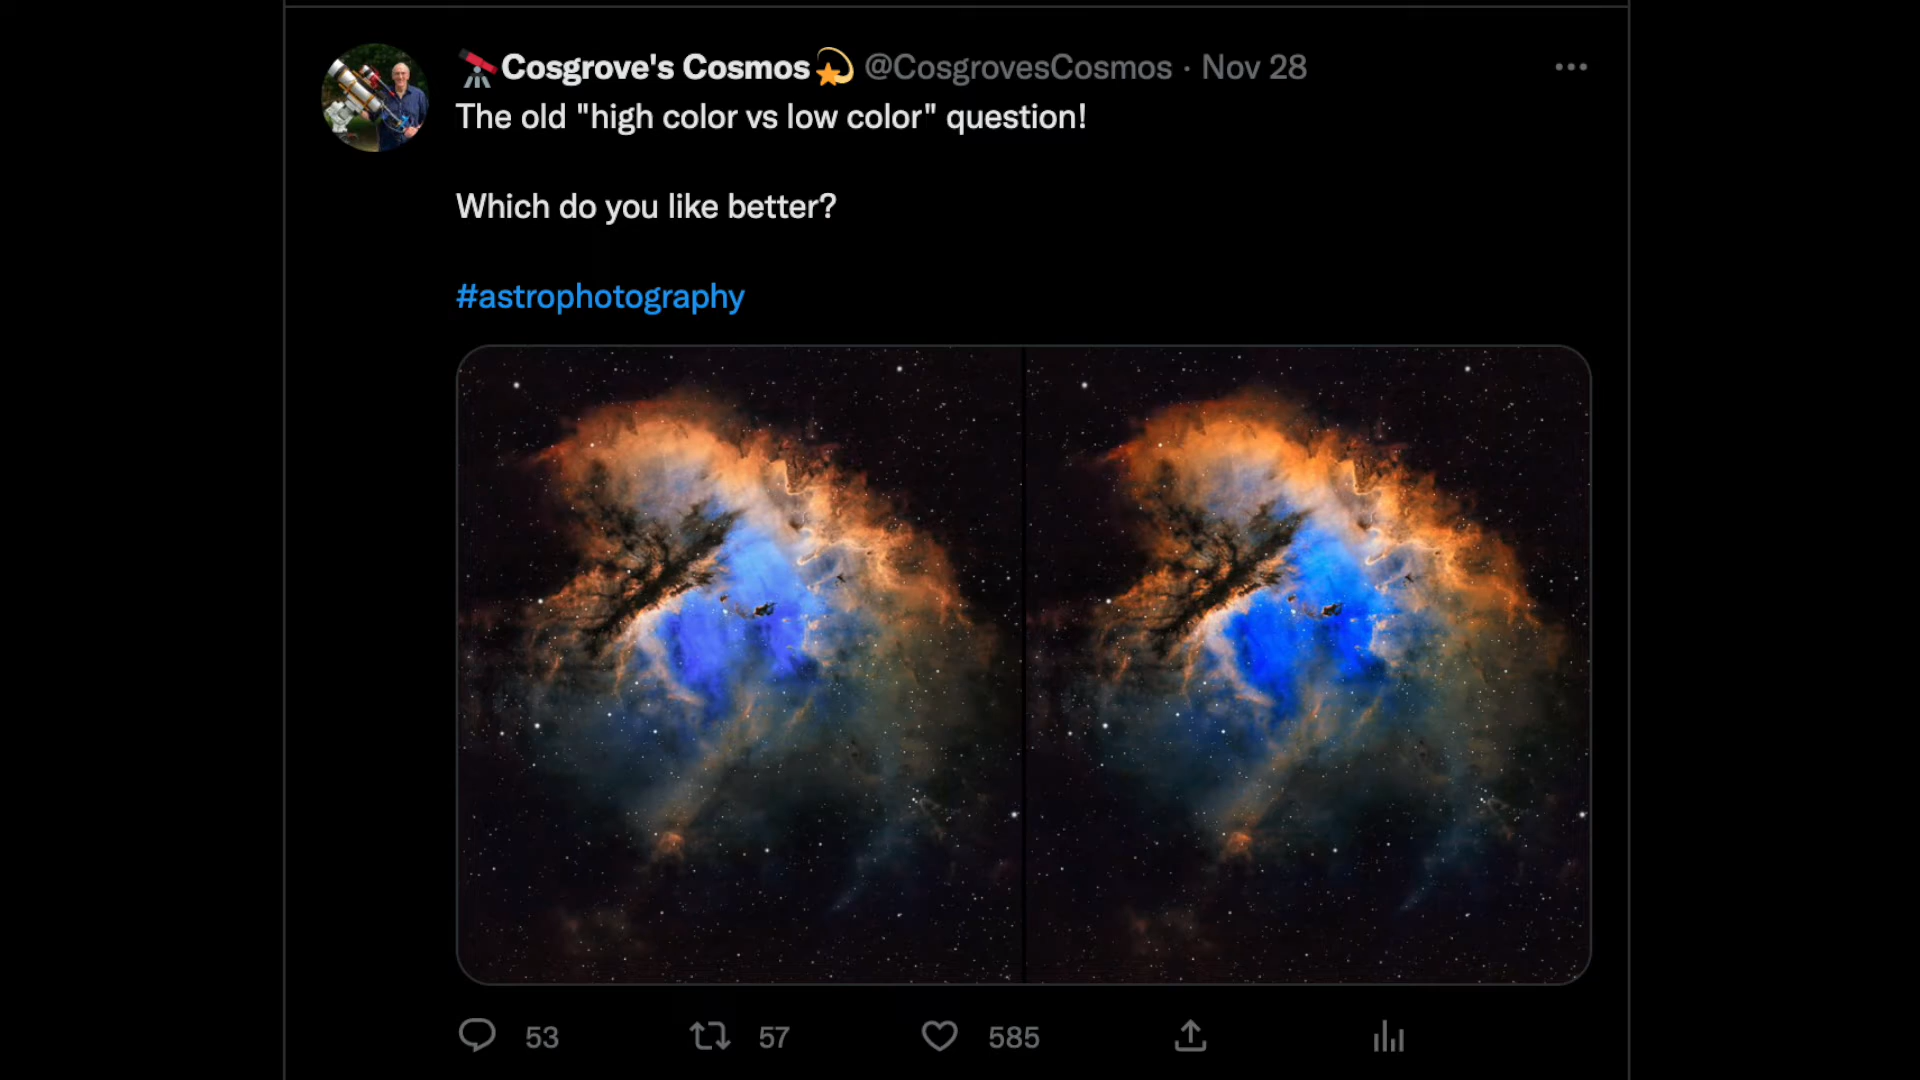 Cosgrove's Cosmos @CosgrovesCosmos · Nov 28
The old "high color vs low color" question!
Which do you like better?
#astrophotography
53 57 585